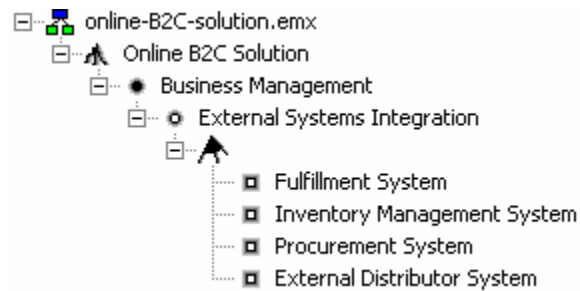 online-B2C-solution.emx
Online B2C Solution
Business Management
External Systems Integration
Fulfillment System
Inventory Management System
Procurement System
External Distributor System